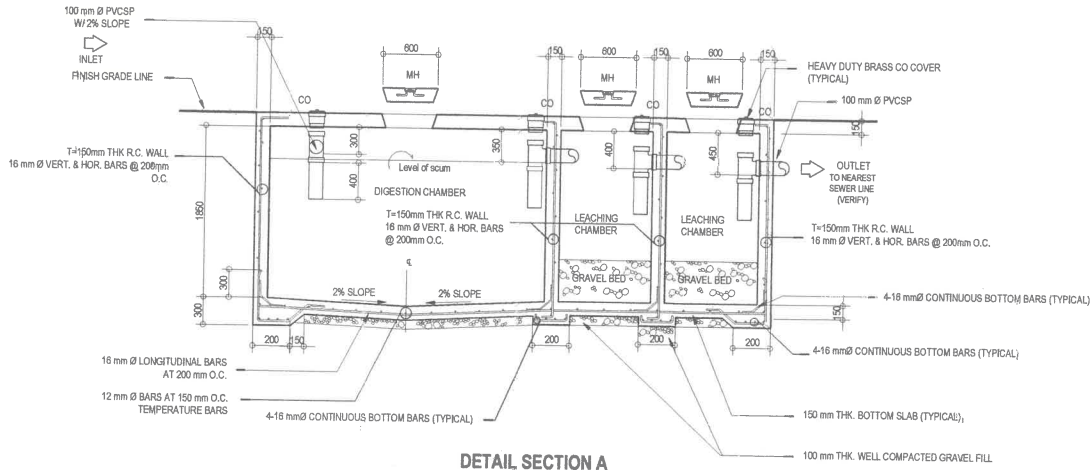 100 mm Ø PVCSP
W/ 2% SLOPE
INLET
FINISH GRADE LINE
150
CO
600
MH
150
600
MH
150
600
MH
150
CO
CO
CO
HEAVY DUTY BRASS CO COVER
(TYPICAL)
100 mm Ø PVCSP
150
OUTLET
TO NEAREST
SEWER LINE
(VERIFY)
T=150mm THK R.C. WALL
16 mm Ø VERT. & HOR. BARS @ 200mm
O.C.
300
400
Level of scum
350
400
450
DIGESTION CHAMBER
T=150mm THK R.C. WALL
16 mm Ø VERT. & HOR. BARS
@ 200mm O.C.
LEACHING
CHAMBER
LEACHING
CHAMBER
T=150mm THK R.C. WALL
16 mm Ø VERT. & HOR. BARS @ 200mm O.C.
1850
300
300
2% SLOPE
2% SLOPE
GRAVEL BED
GRAVEL BED
4-16 mmØ CONTINUOUS BOTTOM BARS (TYPICAL)
150
4-16 mmØ CONTINUOUS BOTTOM BARS (TYPICAL)
200
150
200
200
200
16 mm Ø LONGITUDINAL BARS
AT 200 mm O.C.
12 mm Ø BARS AT 150 mm O.C.
TEMPERATURE BARS
4-16 mmØ CONTINUOUS BOTTOM BARS (TYPICAL)
150 mm THK. BOTTOM SLAB (TYPICAL)
100 mm THK. WELL COMPACTED GRAVEL FILL
DETAIL SECTION A